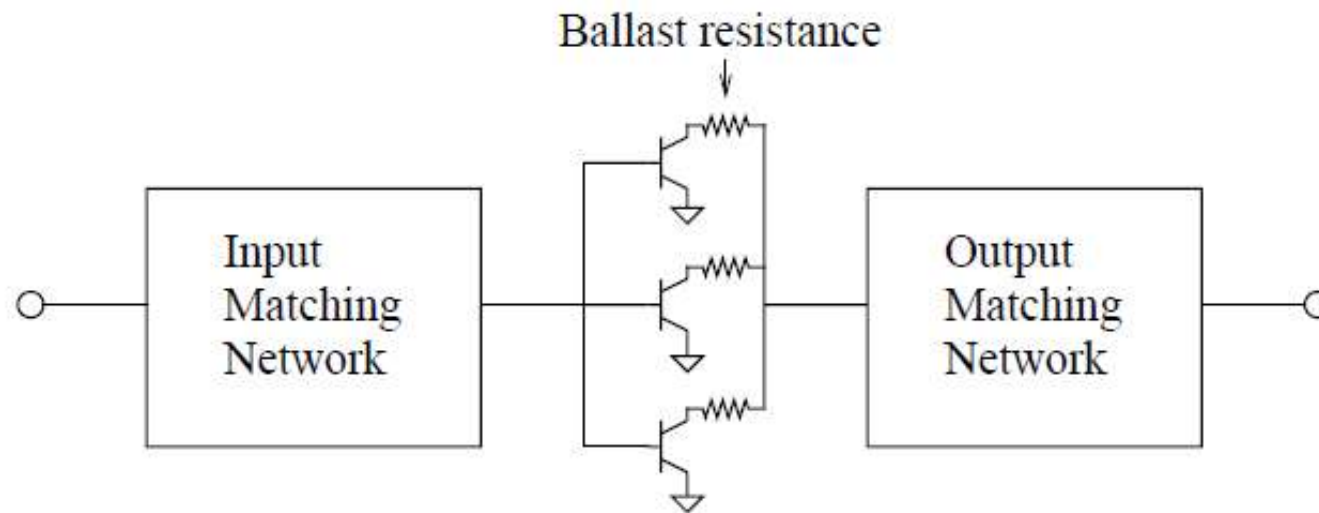 Ballast resistance
Input
Matching
Network
Output
Matching
Network